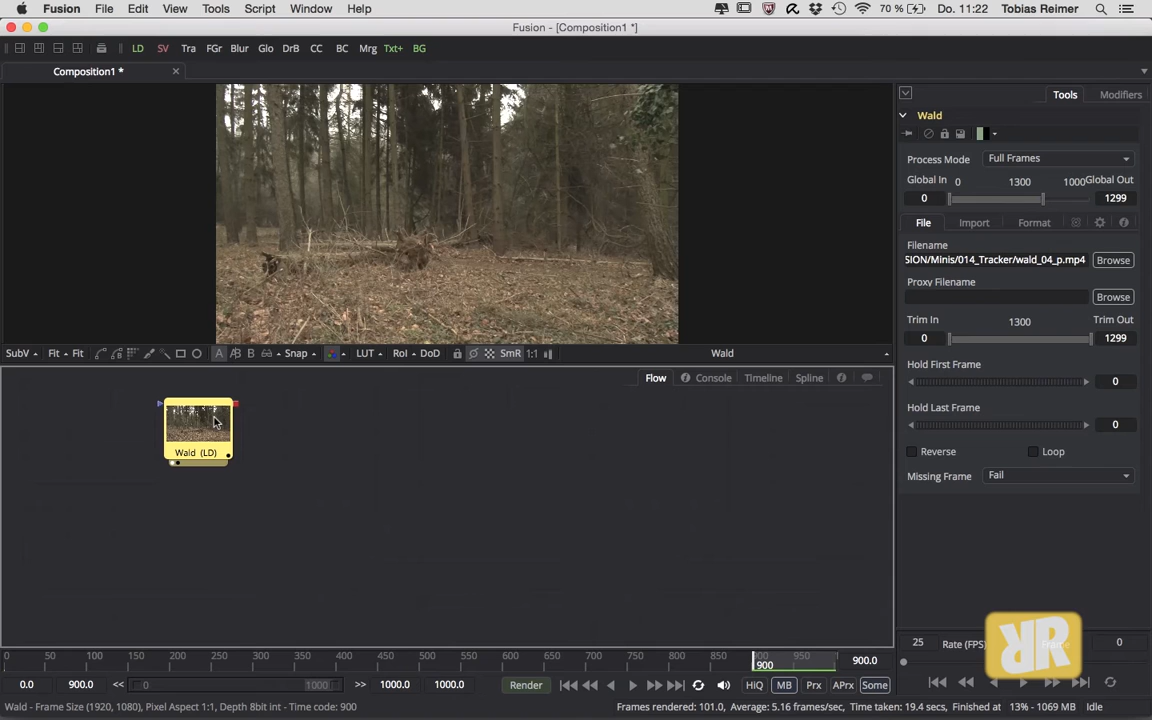 Fusion File Edit View Tools Script Window Help 70 % Do. 11:22 Tobias Reimer
Fusion - [Composition1 *]
LD SV Tra FGr Blur Glo DrB CC BC Mrg Txt+ BG
Composition1 *
Tools Modifiers
Wald
Process Mode Full Frames
Global In 0 1300 1000 Global Out
0 1299
File Import Format
Filename
SION/Minis/014_Tracker/wald_04_p.mp4 Browse
Proxy Filename
Browse
Trim In 1300 Trim Out
0 1299
Hold First Frame
0
Hold Last Frame
0
Reverse Loop
Missing Frame Fail
SubV Fit Fit A A B Snap LUT RoI DoD SmR 1:1 Wald
Flow Console Timeline Spline
Wald (LD)
0 50 100 150 200 250 300 350 400 450 500 550 600 650 700 750 800 850 900 950
900
900.0
25 Rate (FPS) Frame 0
RR
0.0 900.0 << 0 1000 >> 1000.0 1000.0 Render HiQ MB Prx APrx Some
Wald - Frame Size (1920, 1080), Pixel Aspect 1:1, Depth 8bit int - Time code: 900
Frames rendered: 101.0, Average: 5.16 frames/sec, Time taken: 19.4 secs, Finished at 13% - 1069 MB Idle